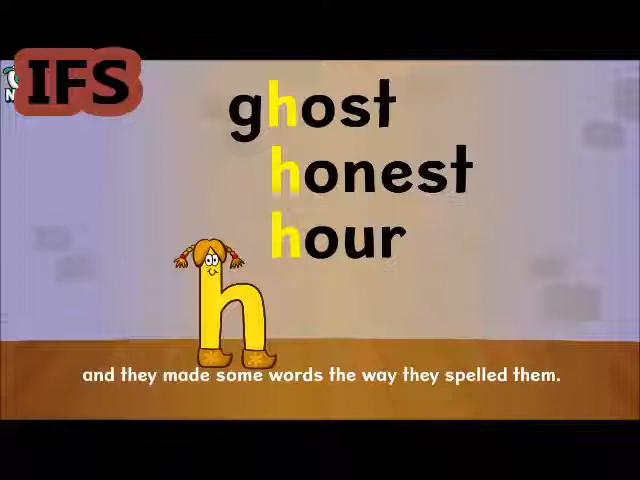 IFS
ghost
honest
hour
h
and they made some words the way they spelled them.